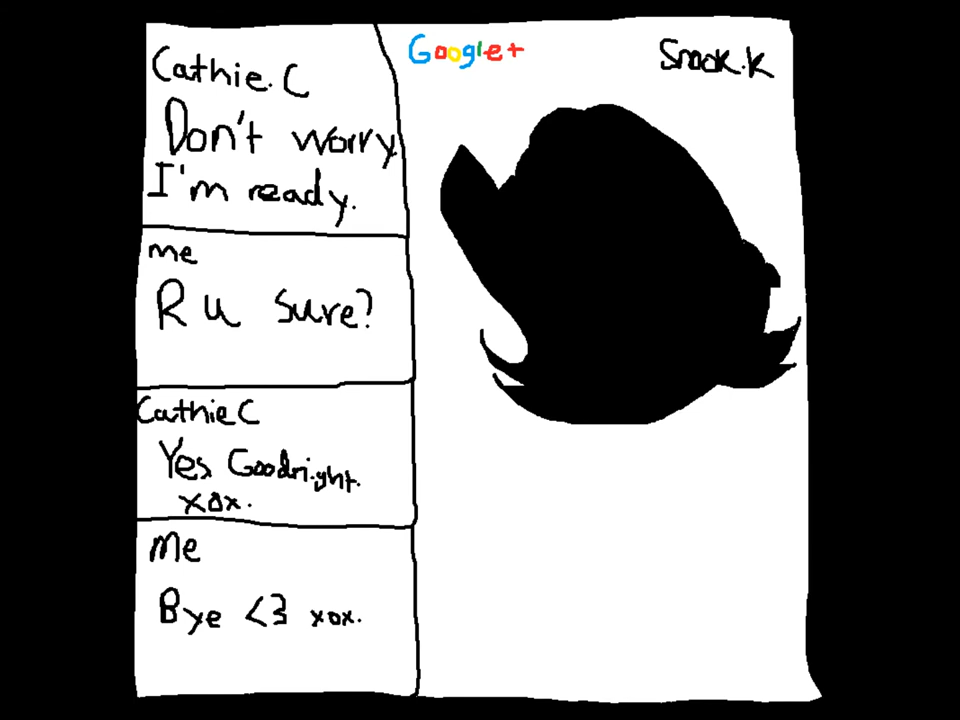 Cathie.C
Don't worry
I'm ready.
me
R u sure?
Cathie C
Yes Goodnight.
xox.
Me
Bye <3 xox.
Google+
Snook.K